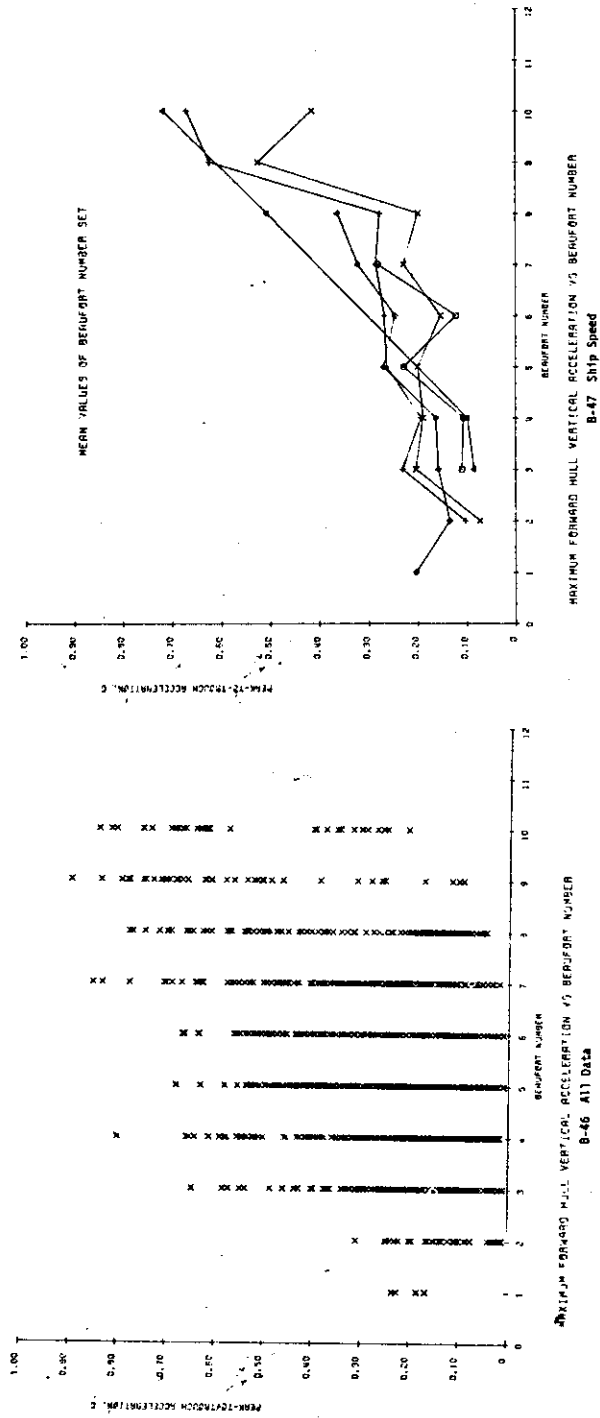 PEAK-TO-TROUGH ACCELERATION, G
1.00
0.90
0.80
0.70
0.60
0.50
0.40
0.30
0.20
0.10
0
0 1 2 3 4 5 6 7 8 9 10 11 12
BEAUFORT NUMBER
MAXIMUM FORWARD HULL VERTICAL ACCELERATION VS BEAUFORT NUMBER
B-46 All Data
MEAN VALUES OF BEAUFORT NUMBER SET
PEAK-TO-TROUGH ACCELERATION, G
1.00
0.90
0.80
0.70
0.60
0.50
0.40
0.30
0.20
0.10
0
0 1 2 3 4 5 6 7 8 9 10 11 12
BEAUFORT NUMBER
MAXIMUM FORWARD HULL VERTICAL ACCELERATION VS BEAUFORT NUMBER
B-47 Ship Speed